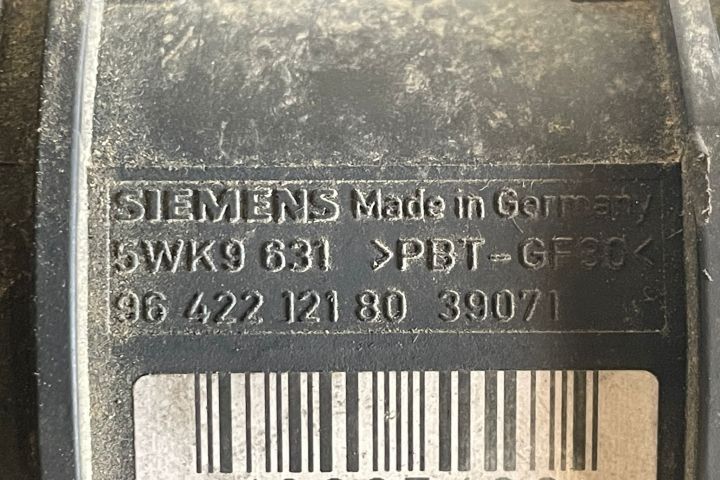 SIEMENS Made in Germany
5WK9 631 >PBT-GF30<
96 422 121 80 39071